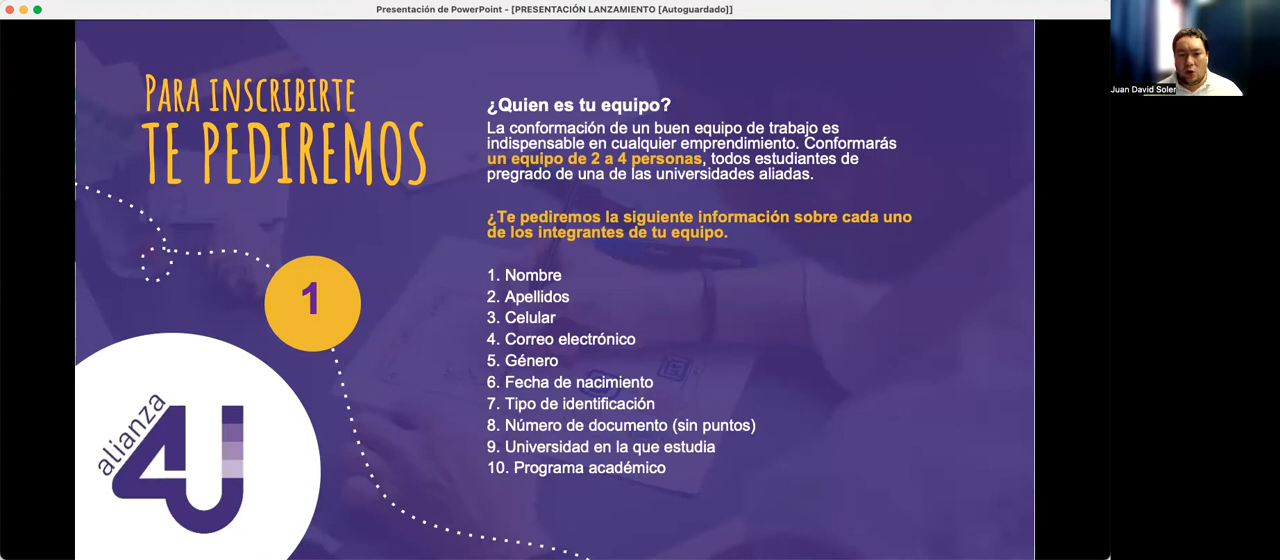 Presentación de PowerPoint - [PRESENTACIÓN LANZAMIENTO [Autoguardado]]
Juan David Soler
PARA INSCRIBIRTE
TE PEDIREMOS
¿Quien es tu equipo?
La conformación de un buen equipo de trabajo es
indispensable en cualquier emprendimiento. Conformarás
un equipo de 2 a 4 personas, todos estudiantes de
pregrado de una de las universidades aliadas.
¿Te pediremos la siguiente información sobre cada uno
de los integrantes de tu equipo.
1
1. Nombre
2. Apellidos
3. Celular
4. Correo electrónico
5. Género
6. Fecha de nacimiento
7. Tipo de identificación
8. Número de documento (sin puntos)
9. Universidad en la que estudia
10. Programa académico
alianza
4U